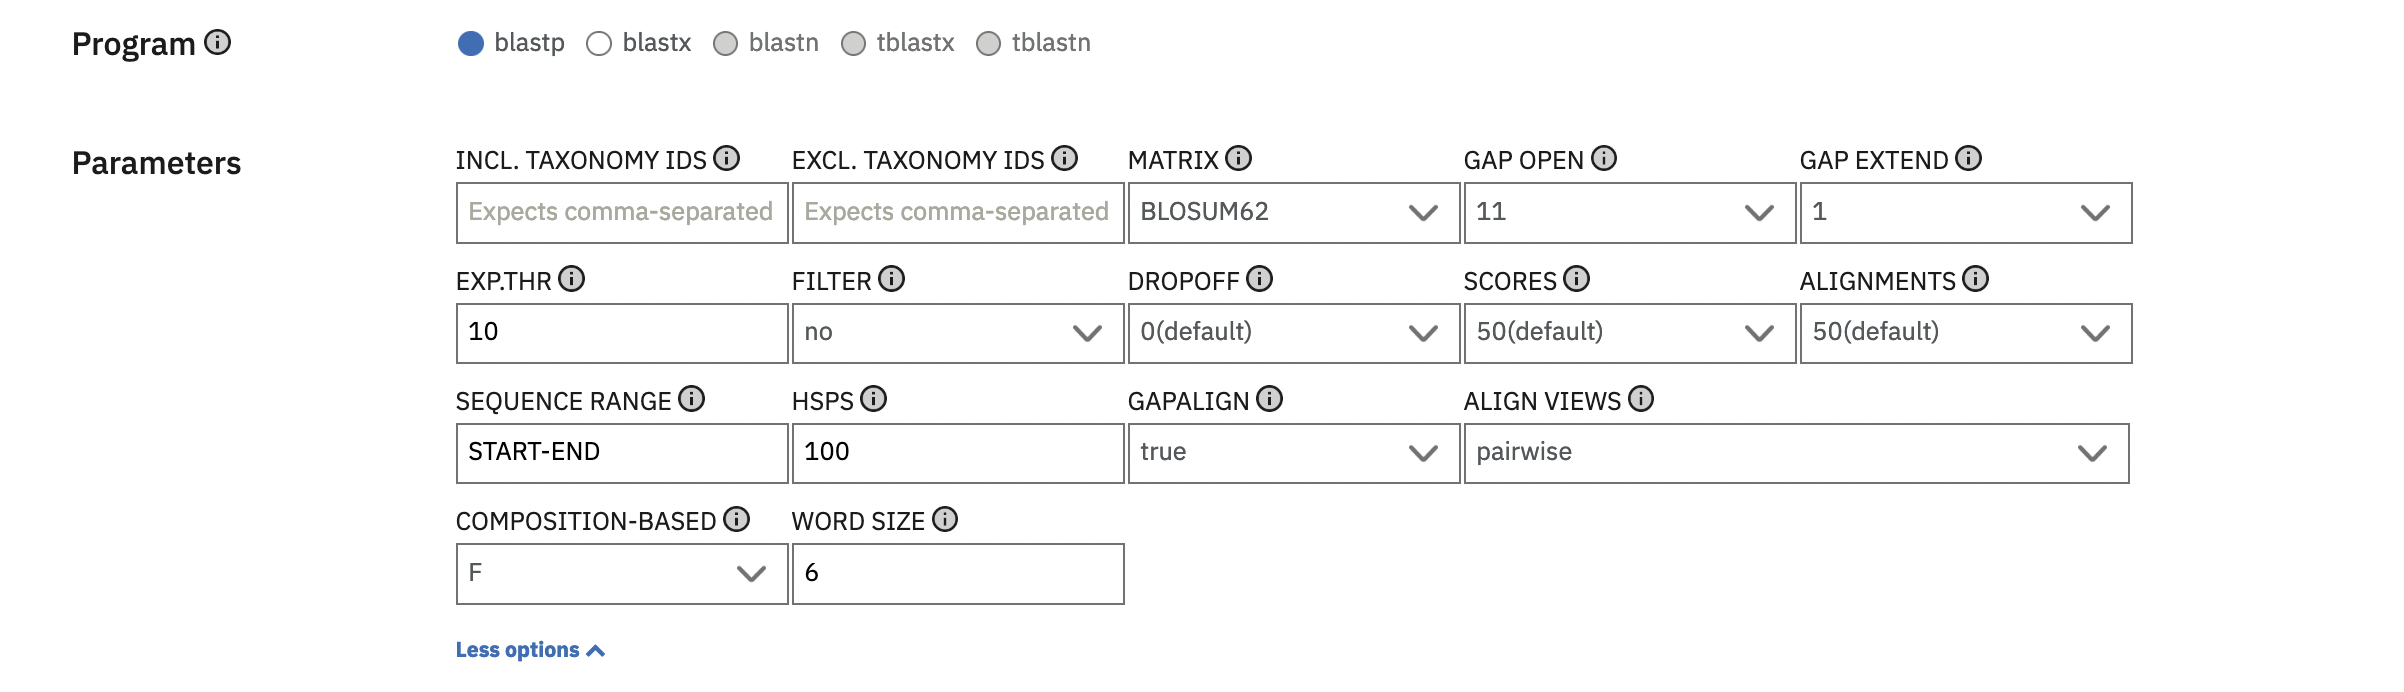 Program
blastp blastx blastn tblastx tblastn
Parameters
INCL. TAXONOMY IDS EXCL. TAXONOMY IDS MATRIX GAP OPEN GAP EXTEND
Expects comma-separated Expects comma-separated BLOSUM62 11 1
EXP.THR FILTER DROPOFF SCORES ALIGNMENTS
10 no 0(default) 50(default) 50(default)
SEQUENCE RANGE HSPS GAPALIGN ALIGN VIEWS
START-END 100 true pairwise
COMPOSITION-BASED WORD SIZE
F 6
Less options